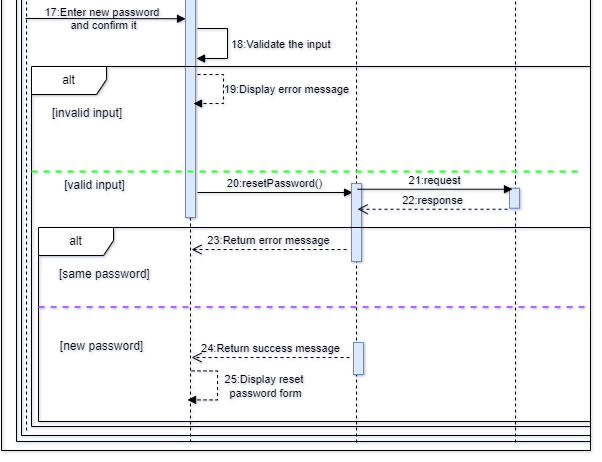 17:Enter new password
and confirm it
18:Validate the input
alt
19:Display error message
[invalid input]
[valid input]
20:resetPassword()
21:request
22:response
alt
23:Return error message
[same password]
[new password]
24:Return success message
25:Display reset
password form